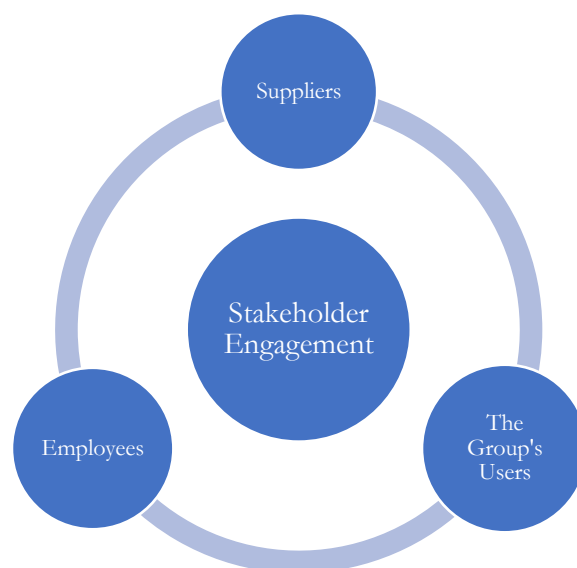 Suppliers
Stakeholder
Engagement
Employees
The
Group's
Users